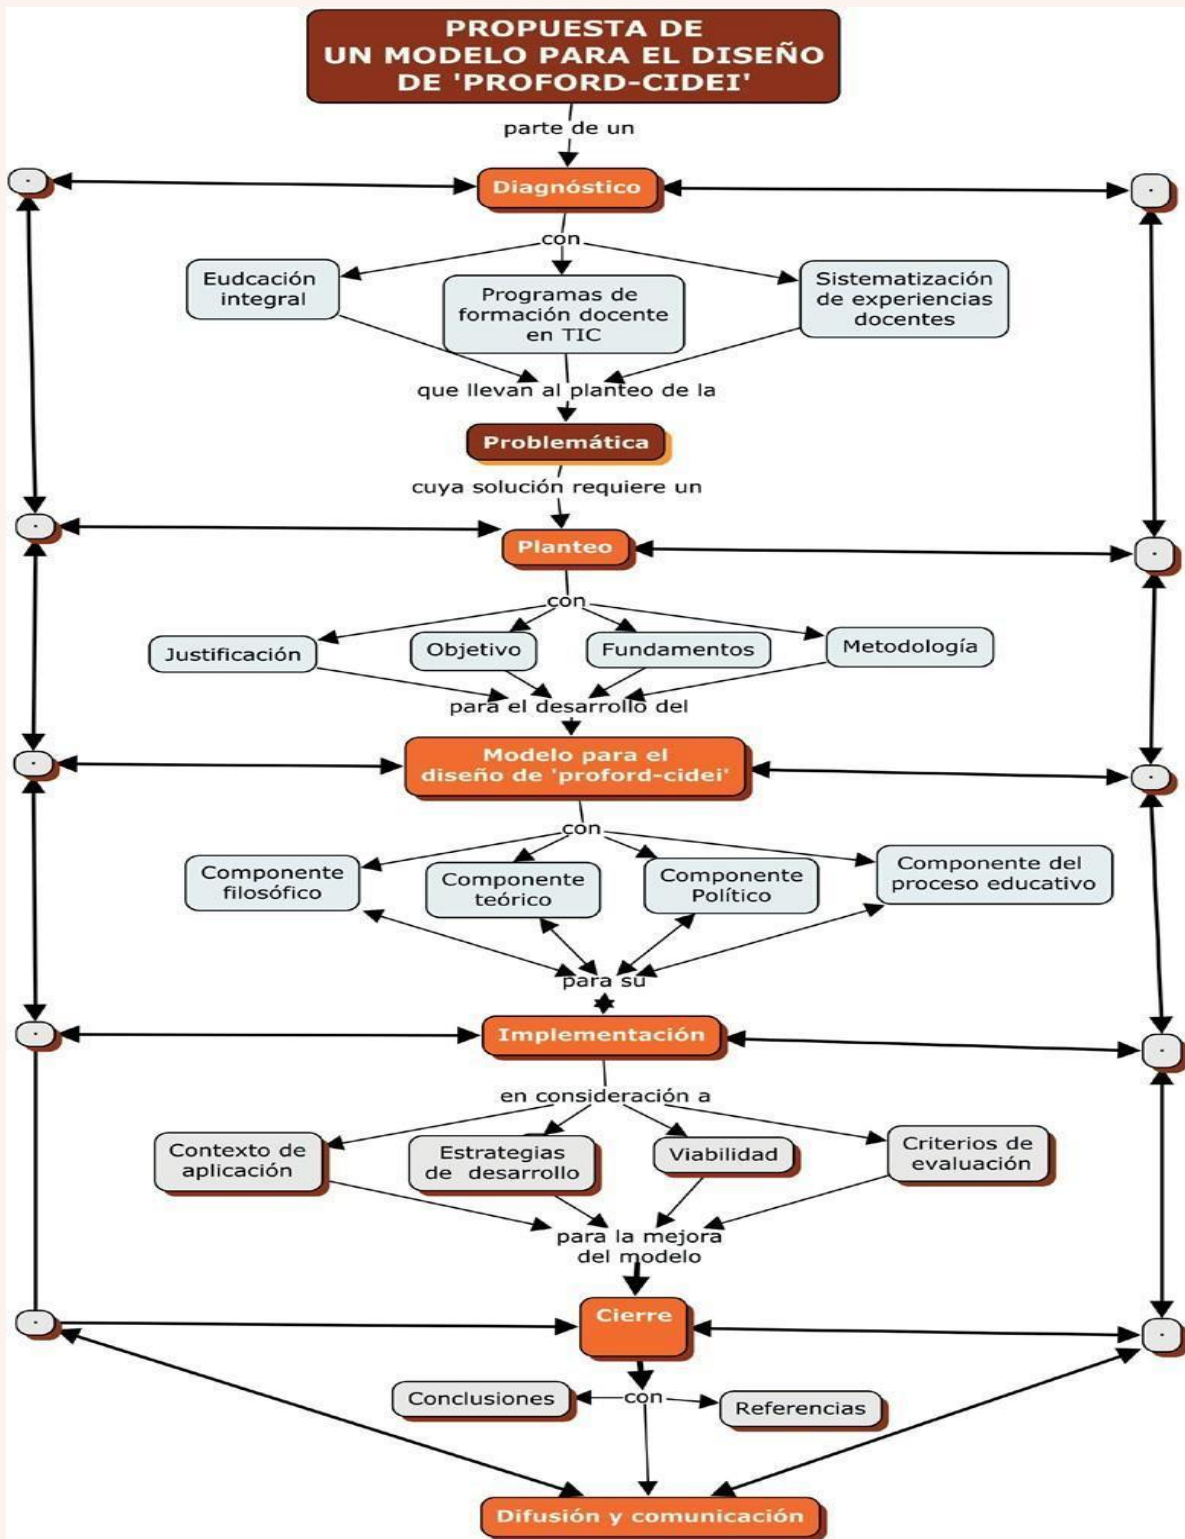 PROPUESTA DE
UN MODELO PARA EL DISEÑO
DE 'PROFORD-CIDEI'
parte de un
Diagnóstico
con
Eudcación
integral
Programas de
formación docente
en TIC
Sistematización
de experiencias
docentes
que llevan al planteo de la
Problemática
cuya solución requiere un
Planteo
con
Justificación
Objetivo
Fundamentos
Metodología
para el desarrollo del
Modelo para el
diseño de 'proford-cidei'
con
Componente
filosófico
Componente
teórico
Componente
Político
Componente del
proceso educativo
para su
Implementación
en consideración a
Contexto de
aplicación
Estrategias
de desarrollo
Viabilidad
Criterios de
evaluación
para la mejora
del modelo
Cierre
con
Conclusiones
Referencias
Difusión y comunicación